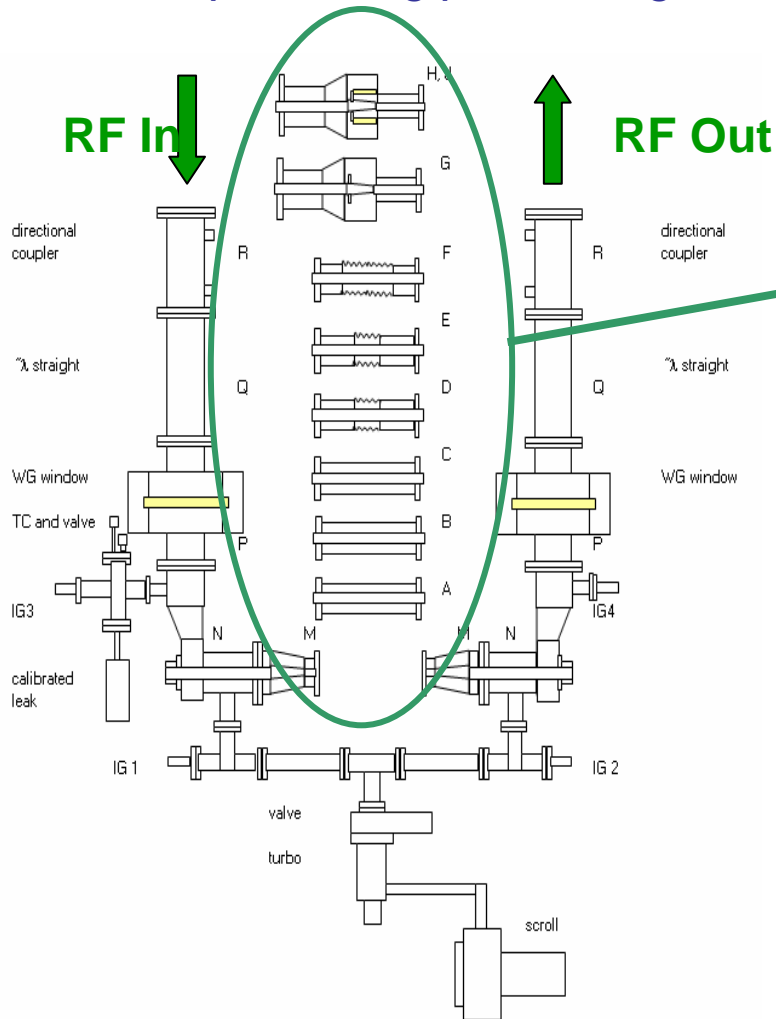 H, J
RF In
RF Out
G
directional
coupler
R
F
R
directional
coupler
E
~λ straight
Q
D
Q
~λ straight
C
WG window
WG window
TC and valve
B
P
P
A
IG3
IG4
N
M
M
N
calibrated
leak
IG 1
IG 2
valve
turbo
scroll